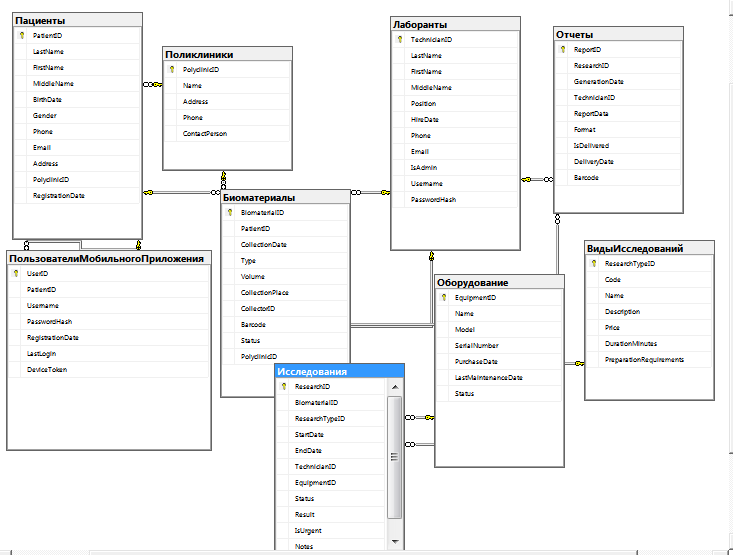 Пациенты
PatientID
LastName
FirstName
MiddleName
BirthDate
Gender
Phone
Email
Address
PolyclinicID
RegistrationDate
Поликлиники
PolyclinicID
Name
Address
Phone
ContactPerson
Лаборанты
TechnicianID
LastName
FirstName
MiddleName
Position
HireDate
Phone
Email
IsAdmin
Username
PasswordHash
Отчеты
ReportID
ResearchID
GenerationDate
TechnicianID
ReportData
Format
IsDelivered
DeliveryDate
Barcode
ПользователиМобильногоПриложения
UserID
PatientID
Username
PasswordHash
RegistrationDate
LastLogin
DeviceToken
Биоматериалы
BiomaterialID
PatientID
CollectionDate
Type
Volume
CollectionPlace
CollectorID
Barcode
Status
PolyclinicID
Оборудование
EquipmentID
Name
Model
SerialNumber
PurchaseDate
LastMaintenanceDate
Status
ВидыИсследований
ResearchTypeID
Code
Name
Description
Price
DurationMinutes
PreparationRequirements
Исследования
ResearchID
BiomaterialID
ResearchTypeID
StartDate
EndDate
TechnicianID
EquipmentID
Status
Result
IsUrgent
Notes